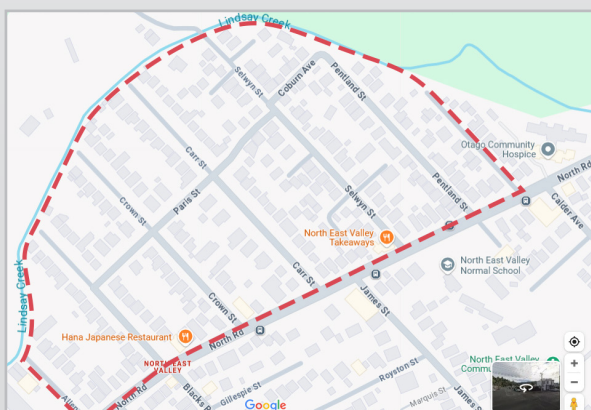 Lindsay Creek
Selwyn St
Coburn Ave
Pentland St
Carr St
Otago Community
Hospice
North Rd
Crown St
Paris St
Pentland St
Selwyn St
Calder Ave
North East Valley
Takeaways
North East Valley
Normal School
Lindsay Creek
Carr St
Crown St
James St
Hana Japanese Restaurant
North Rd
NORTH EAST
VALLEY
North East Valley
Commu
Royston St
North Rd
Blacks R
Gillespie St
Marquis St
James S
Google